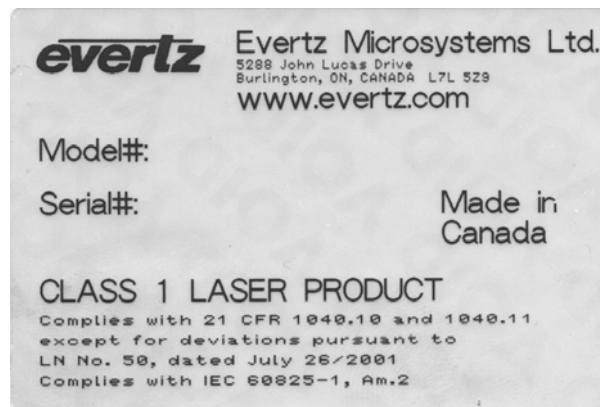 evertz
Evertz Microsystems Ltd.
5288 John Lucas Drive
Burlington, ON, CANADA L7L 5Z9
www.evertz.com
Model#:
Serial#:
Made in
Canada
CLASS 1 LASER PRODUCT
Complies with 21 CFR 1040.10 and 1040.11
except for deviations pursuant to
LN No. 50, dated July 26/2001
Complies with IEC 60825-1, Am.2